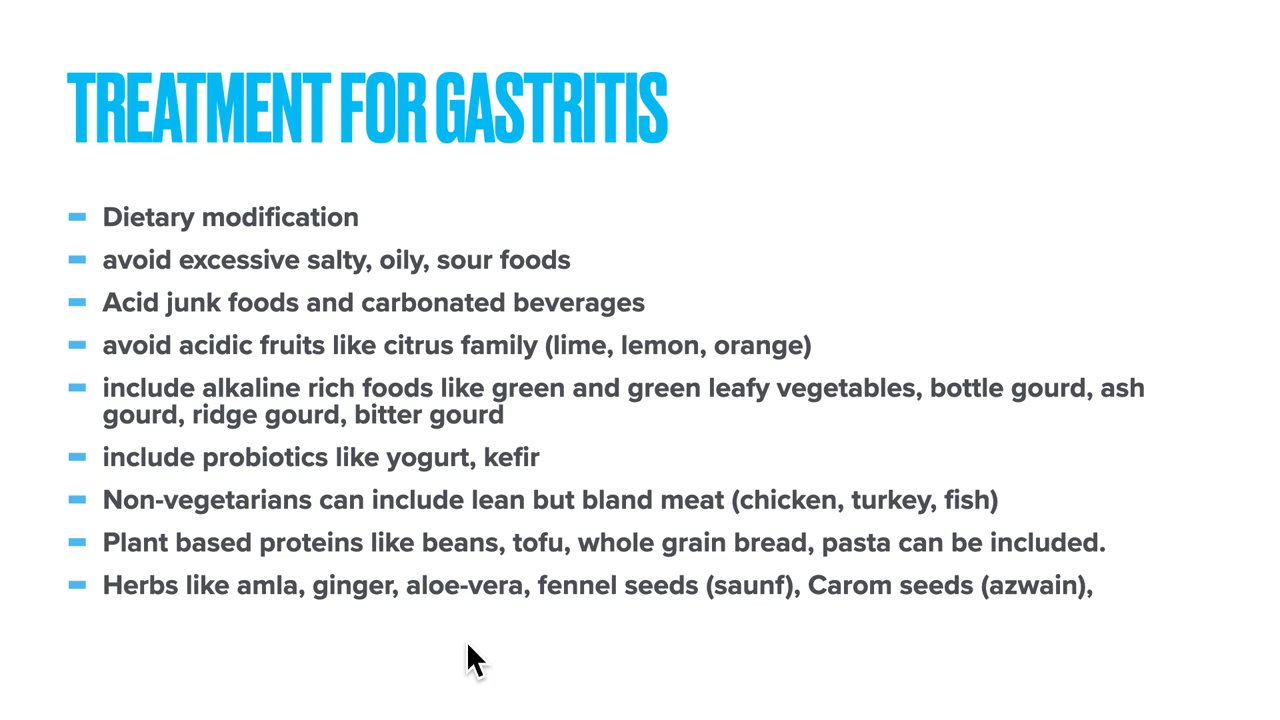 TREATMENT FOR GASTRITIS
Dietary modification
avoid excessive salty, oily, sour foods
Acid junk foods and carbonated beverages
avoid acidic fruits like citrus family (lime, lemon, orange)
include alkaline rich foods like green and green leafy vegetables, bottle gourd, ash
gourd, ridge gourd, bitter gourd
include probiotics like yogurt, kefir
Non-vegetarians can include lean but bland meat (chicken, turkey, fish)
Plant based proteins like beans, tofu, whole grain bread, pasta can be included.
Herbs like amla, ginger, aloe-vera, fennel seeds (saunf), Carom seeds (azwain),